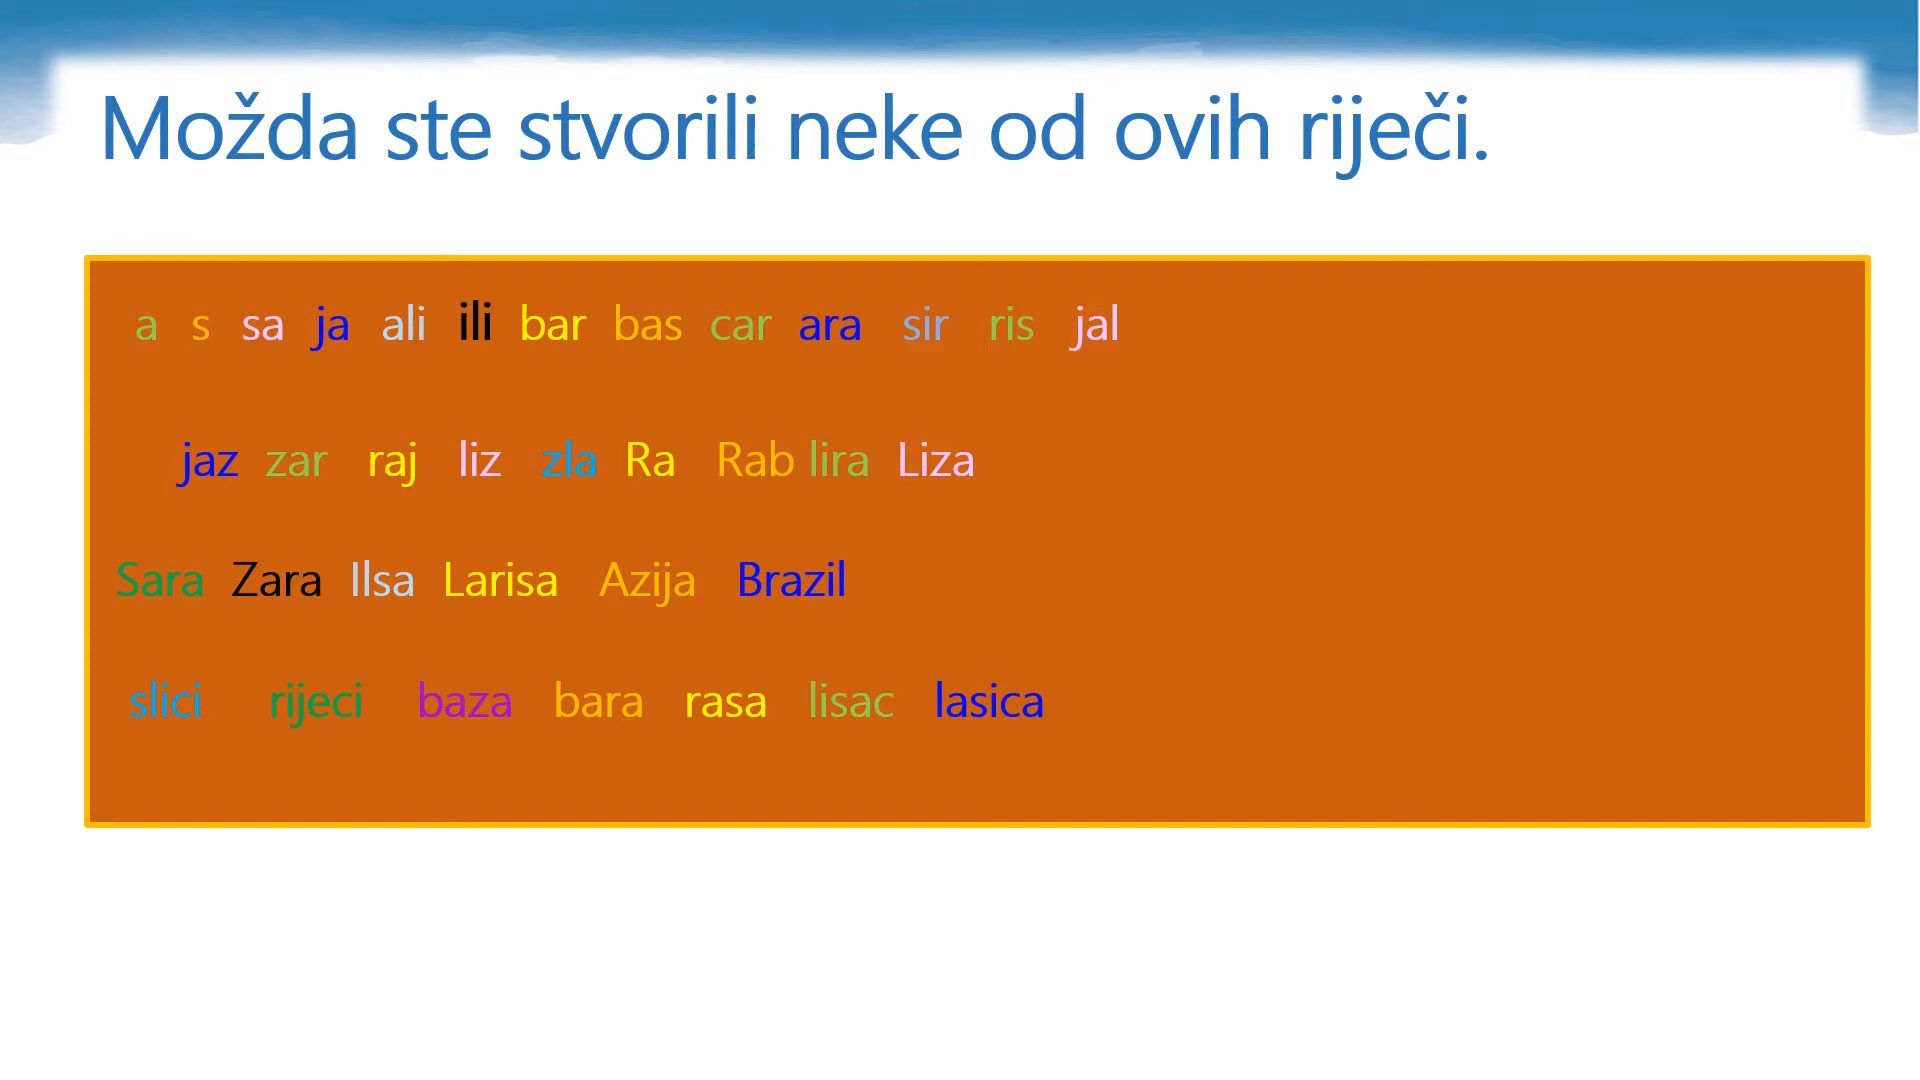 Možda ste stvorili neke od ovih riječi.
a s sa ja ali ili bar bas car ara sir ris jal
jaz zar raj liz zla Ra Rab lira Liza
Sara Zara Ilsa Larisa Azija Brazil
slici rijeci baza bara rasa lisac lasica